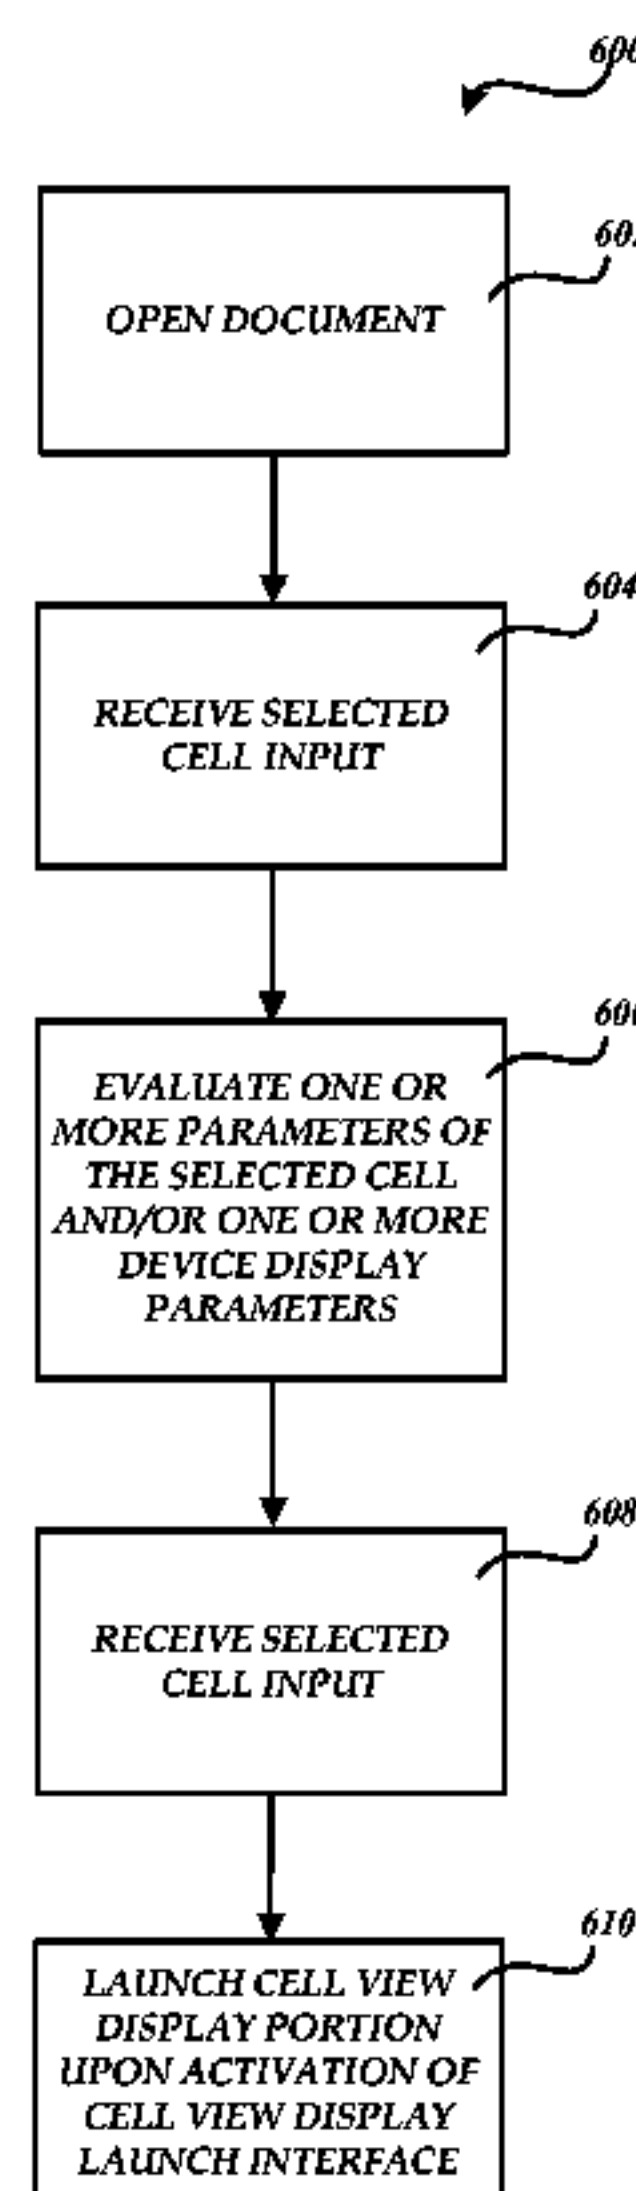 600
OPEN DOCUMENT
604
RECEIVE SELECTED
CELL INPUT
EVALUATE ONE OR
MORE PARAMETERS OF
THE SELECTED CELL
AND/OR ONE OR MORE
DEVICE DISPLAY
PARAMETERS
608
RECEIVE SELECTED
CELL INPUT
610
LAUNCH CELL VIEW
DISPLAY PORTION
UPON ACTIVATION OF
CELL VIEW DISPLAY
LAUNCH INTERFACE